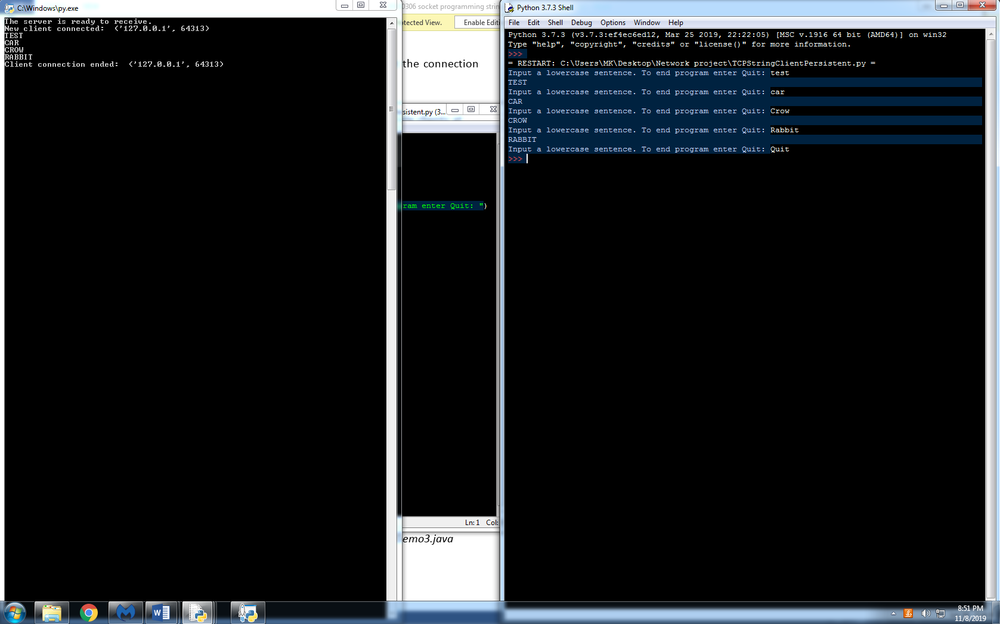 C:\Windows\py.exe
The server is ready to receive.
New client connected:  ('127.0.0.1', 64313)
TEST
CAR
CROW
RABBIT
Client connection ended:  ('127.0.0.1', 64313)
0306 socket programming strin
tected View.
Enable Editi
the connection
sistent.py (3...
ram enter Quit: ")
Ln: 1 Col:
emo3.java
Python 3.7.3 Shell
File Edit Shell Debug Options Window Help
Python 3.7.3 (v3.7.3:ef4ec6ed12, Mar 25 2019, 22:22:05) [MSC v.1916 64 bit (AMD64)] on win32
Type "help", "copyright", "credits" or "license()" for more information.
>>>
= RESTART: C:\Users\MK\Desktop\Network project\TCPStringClientPersistent.py =
Input a lowercase sentence. To end program enter Quit: test
TEST
Input a lowercase sentence. To end program enter Quit: car
CAR
Input a lowercase sentence. To end program enter Quit: Crow
CROW
Input a lowercase sentence. To end program enter Quit: Rabbit
RABBIT
Input a lowercase sentence. To end program enter Quit: Quit
>>>
8:51 PM
11/8/2019